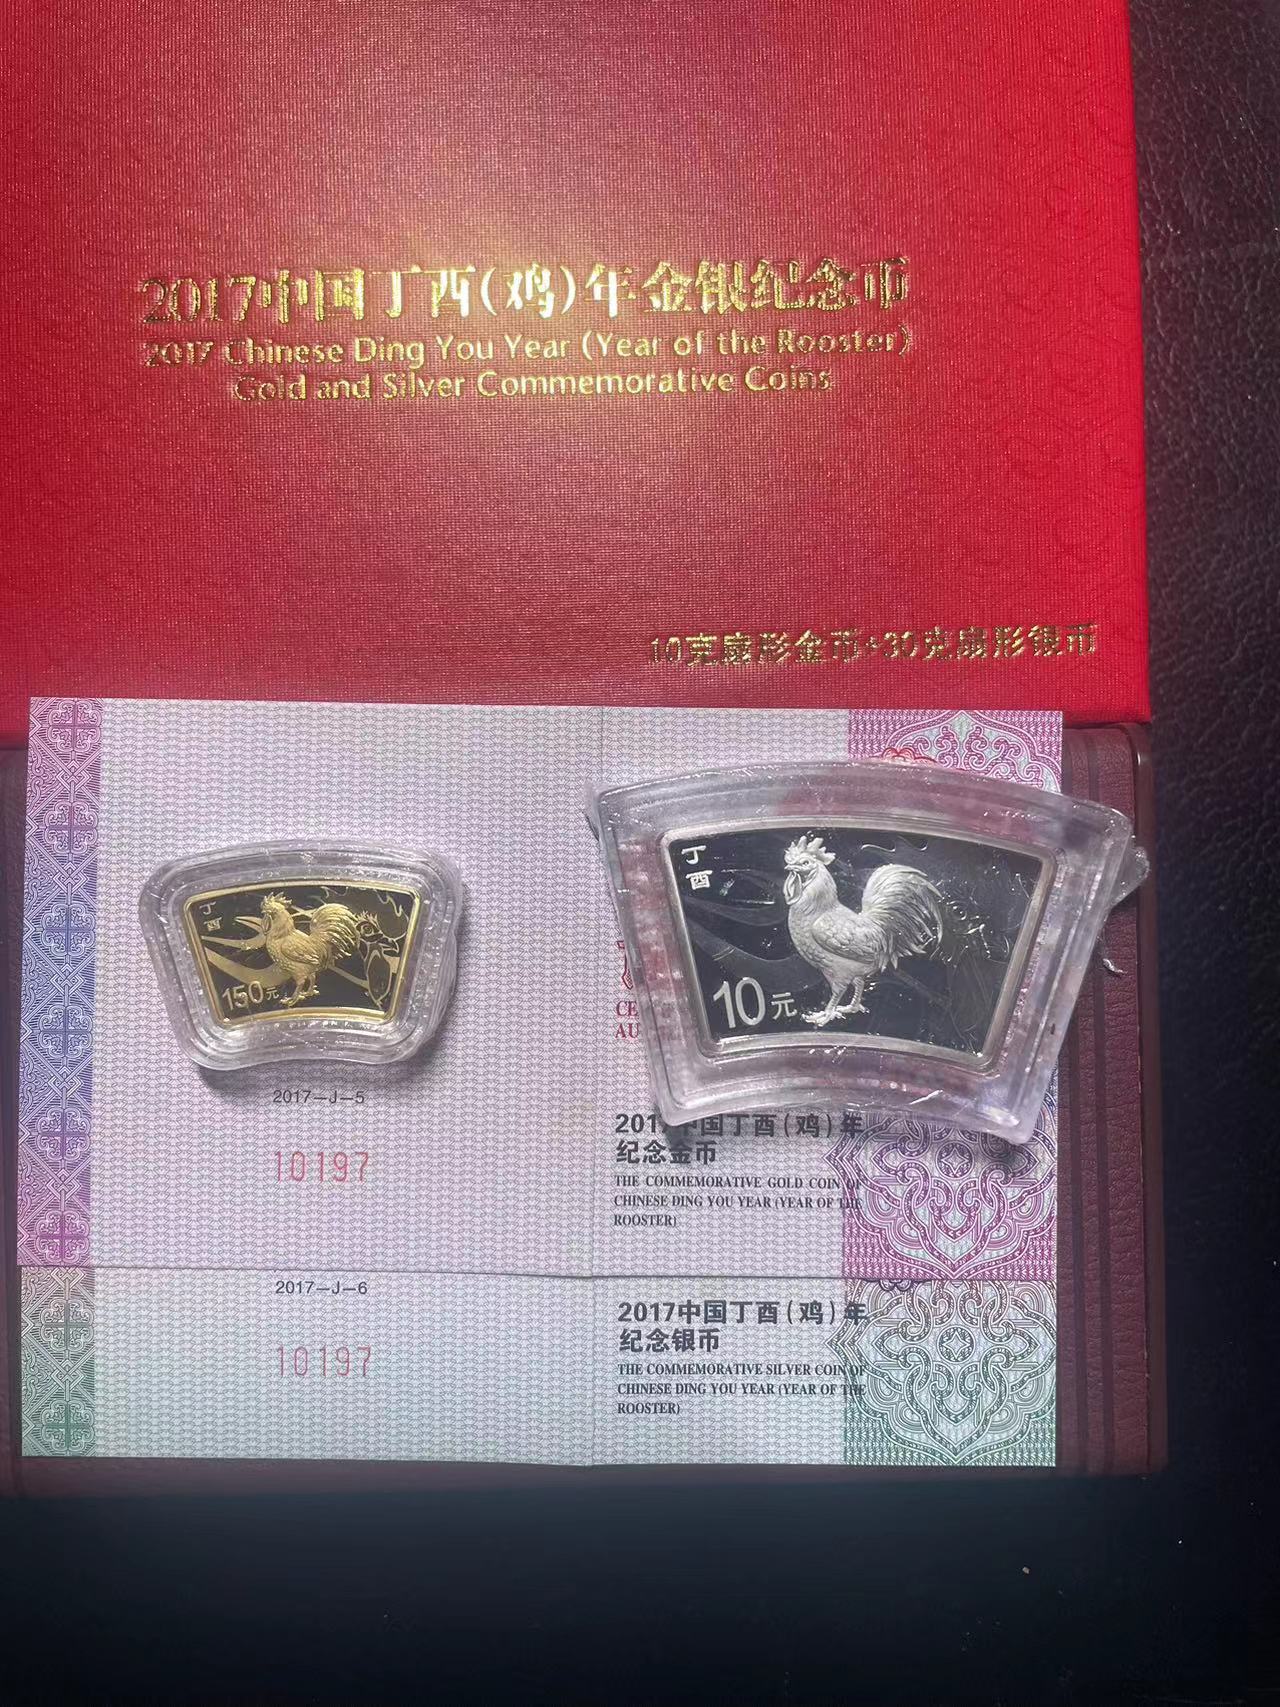 2017中国丁酉(鸡)年金银纪念币
2017 Chinese Ding You Year (Year of the Rooster)
Gold and Silver Commemorative Coins
10克扇形金币+30克扇形银币
丁
酉
150元
丁
酉
10元
CE
AU
2017-J-5
10197
2017中国丁酉(鸡)年
纪念金币
THE COMMEMORATIVE GOLD COIN OF
CHINESE DING YOU YEAR (YEAR OF THE
ROOSTER)
2017-J-6
10197
2017中国丁酉(鸡)年
纪念银币
THE COMMEMORATIVE SILVER COIN OF
CHINESE DING YOU YEAR (YEAR OF THE
ROOSTER)